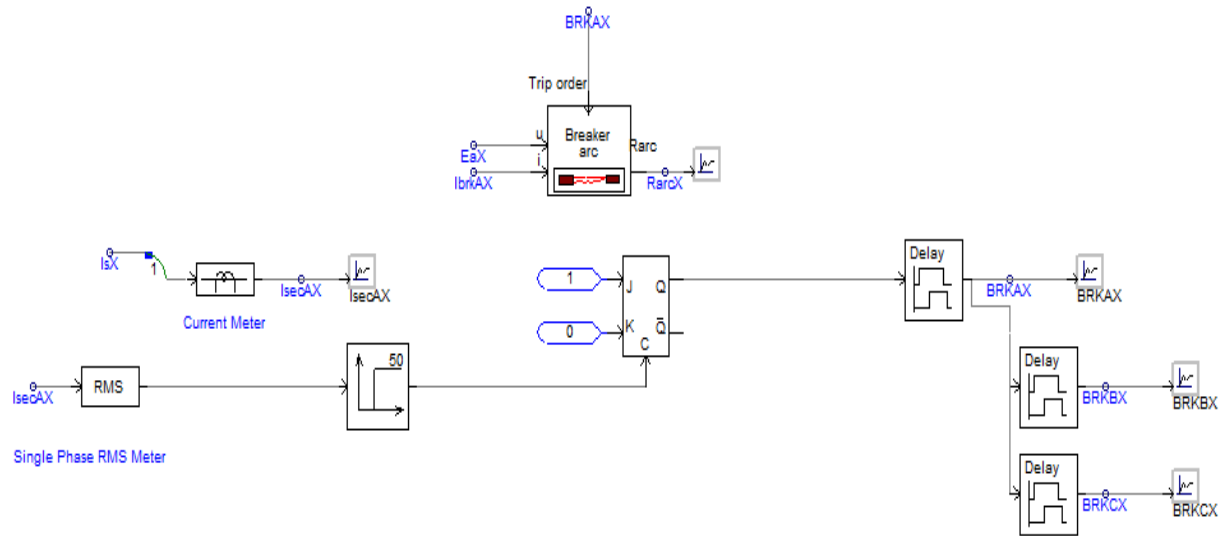 BRKAX
Trip order
u
Breaker
arc
Rarc
EaX
i
IbrkAX
RarcX
IsX
1
IsecAX
IsecAX
Current Meter
1
J
Q
0
K
Q̅
C
Delay
BRKAX
BRKAX
IsecAX
RMS
50
Single Phase RMS Meter
Delay
BRKBX
BRKBX
Delay
BRKCX
BRKCX